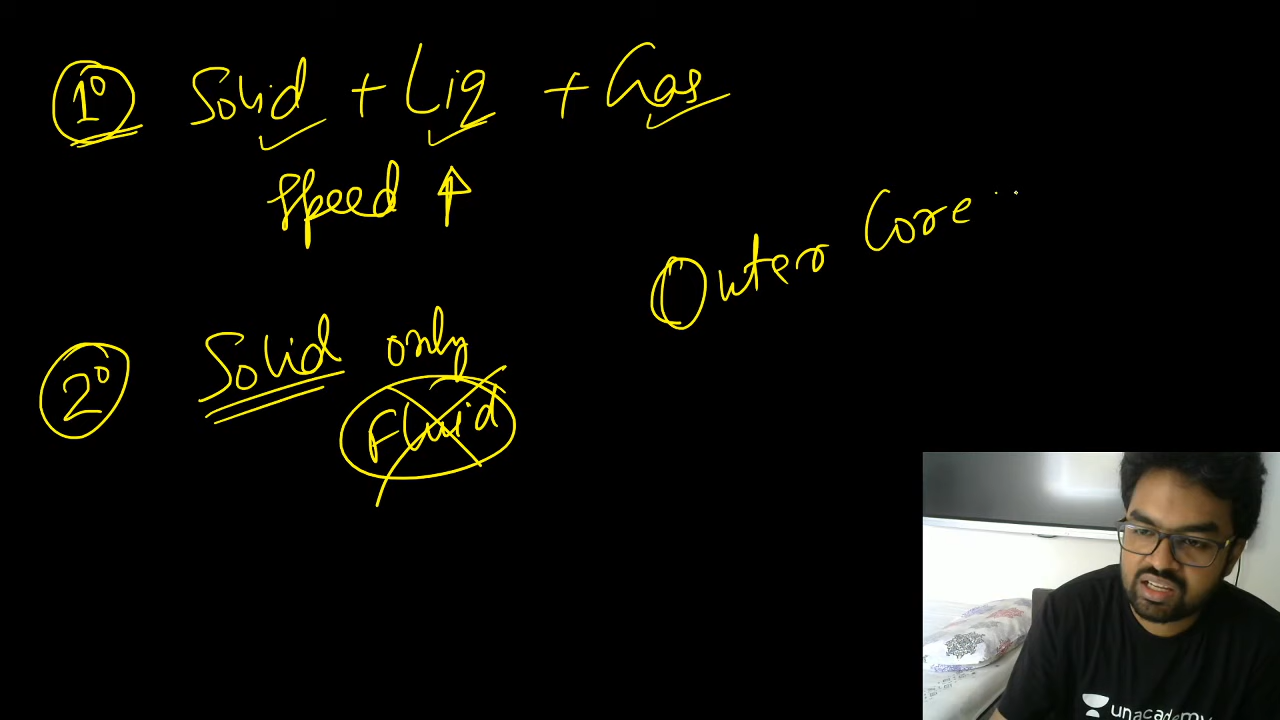 1° Solid + Liq + Gas
Speed ↑
Outer Core..
2° Solid only
Fluid
unacademy